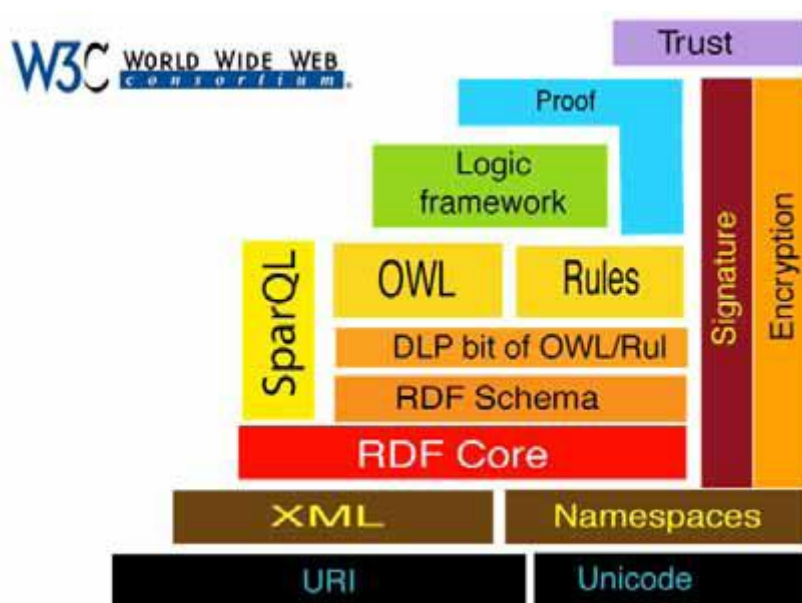 W3C WORLD WIDE WEB
consortium.
Trust
Proof
Logic
framework
Signature
Encryption
SparQL
OWL
Rules
DLP bit of OWL/Rul
RDF Schema
RDF Core
XML
Namespaces
URI
Unicode